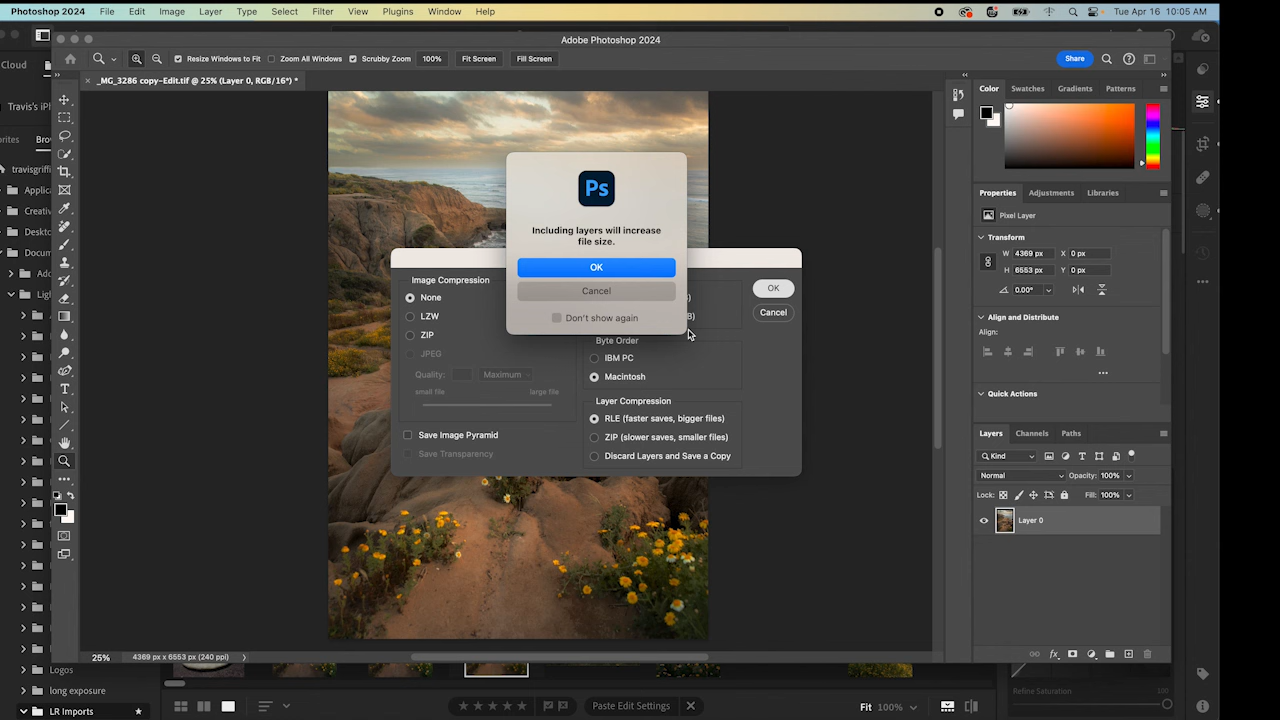 Photoshop 2024 File Edit Image Layer Type Select Filter View Plugins Window Help Tue Apr 16 10:05 AM
Adobe Photoshop 2024
Resize Windows to Fit Zoom All Windows Scrubby Zoom 100% Fit Screen Fill Screen Share
Cloud
_MG_3286 copy-Edit.tif @ 25% (Layer 0, RGB/16*) *
Color Swatches Gradients Patterns
Travis's iPh
Bro
travisgriffi
Applica
Creativ
Deskto
Docum
Ado
Ligh
Ps
Including layers will increase
file size.
OK
Cancel
Don't show again
Image Compression
None
LZW
ZIP
JPEG
Quality: Maximum
small file large file
Save Image Pyramid
Save Transparency
Byte Order
IBM PC
Macintosh
Layer Compression
RLE (faster saves, bigger files)
ZIP (slower saves, smaller files)
Discard Layers and Save a Copy
OK
Cancel
Properties Adjustments Libraries
Pixel Layer
Transform
W 4369 px X 0 px
H 6553 px Y 0 px
0.00°
Align and Distribute
Align:
Quick Actions
Layers Channels Paths
Kind
Normal Opacity: 100%
Lock: Fill: 100%
Layer 0
25% 4369 px x 6553 px (240 ppi)
Logos
long exposure
LR Imports
Paste Edit Settings
Fit 100%
Refine Saturation 100